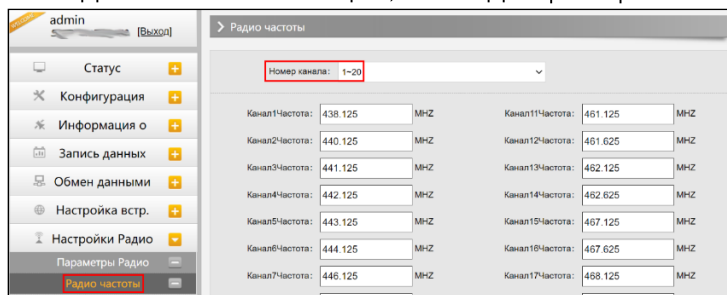 admin
[Выход]
Статус
Конфигурация
Информация о
Запись данных
Обмен данными
Настройка встр.
Настройки Радио
Параметры Радио
Радио частоты
Радио частоты
Номер канала: 1~20
Канал1Частота: 438.125 MHZ Канал11Частота: 461.125 MHZ
Канал2Частота: 440.125 MHZ Канал12Частота: 461.625 MHZ
Канал3Частота: 441.125 MHZ Канал13Частота: 462.125 MHZ
Канал4Частота: 442.125 MHZ Канал14Частота: 462.625 MHZ
Канал5Частота: 443.125 MHZ Канал15Частота: 467.125 MHZ
Канал6Частота: 444.125 MHZ Канал16Частота: 467.625 MHZ
Канал7Частота: 446.125 MHZ Канал17Частота: 468.125 MHZ